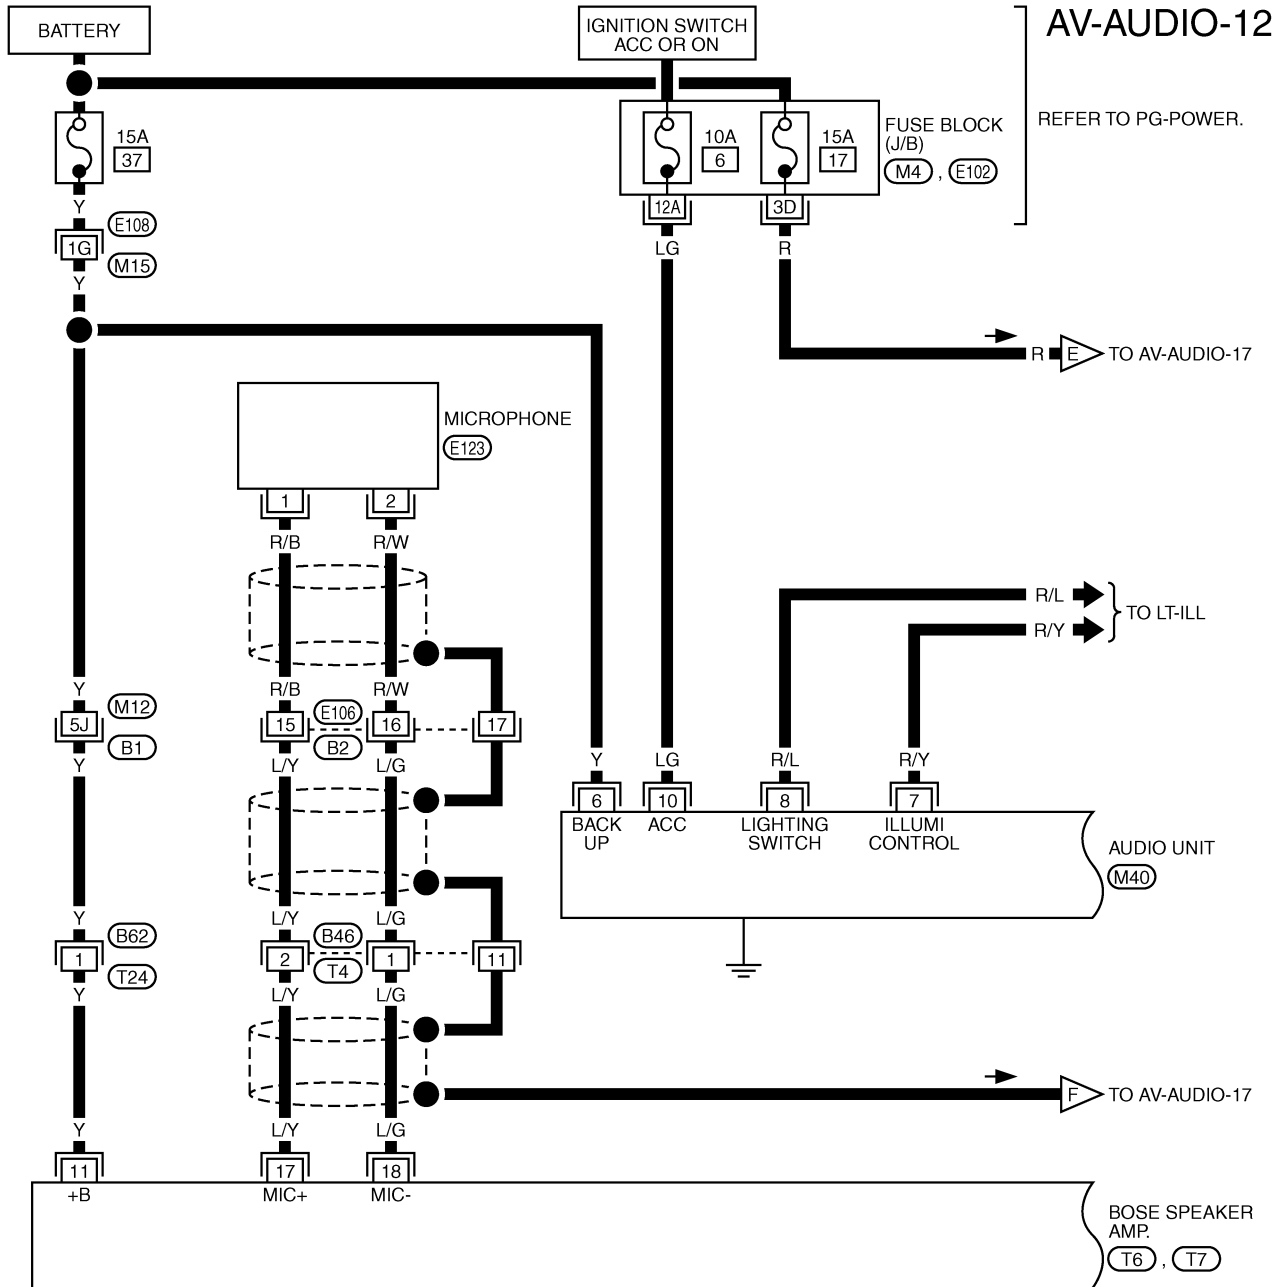 BATTERY
IGNITION SWITCH
ACC OR ON
AV-AUDIO-12
REFER TO PG-POWER.
15A
37
10A
6
15A
17
FUSE BLOCK
(J/B)
M4 , E102
12A
3D
Y
E108
1G
M15
Y
LG
R
R
E
TO AV-AUDIO-17
MICROPHONE
E123
1
2
R/B
R/W
R/L
R/Y
TO LT-ILL
Y
R/B
R/W
M12
5J
B1
15
E106
B2
16
17
Y
L/Y
L/G
Y
LG
R/L
R/Y
6
10
8
7
BACK
UP
ACC
LIGHTING
SWITCH
ILLUMI
CONTROL
AUDIO UNIT
M40
Y
L/Y
L/G
B62
1
T24
2
B46
T4
1
11
Y
L/Y
L/G
F
TO AV-AUDIO-17
Y
L/Y
L/G
11
17
18
+B
MIC+
MIC-
BOSE SPEAKER
AMP.
T6 , T7